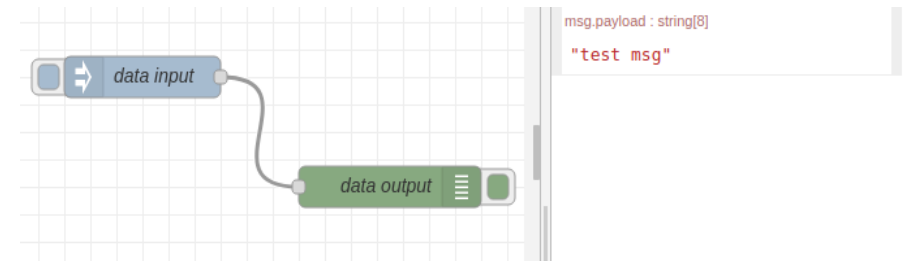 data input
data output
msg.payload : string[8]
"test msg"